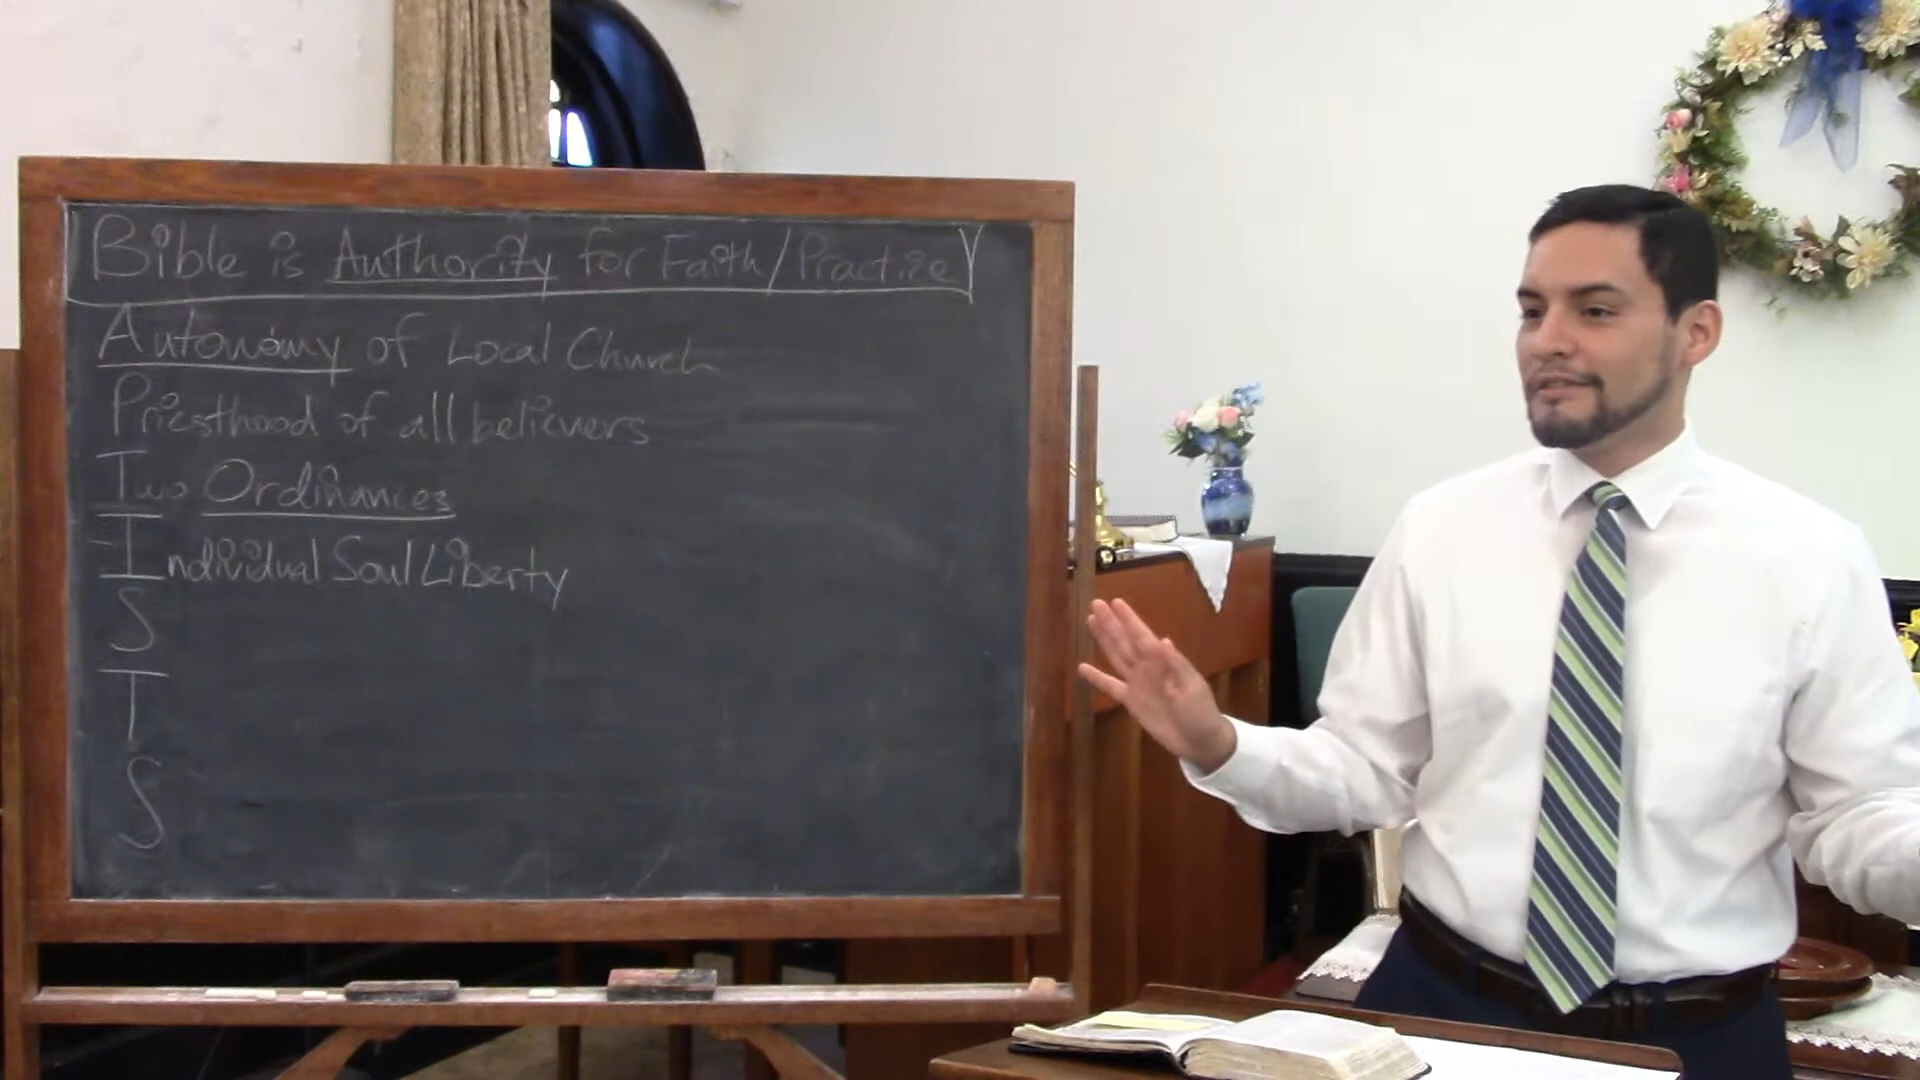 Bible is Authority for Faith/Practice
Autonomy of Local Church
Priesthood of all believers
Two Ordinances
Individual Soul Liberty
S
T
S